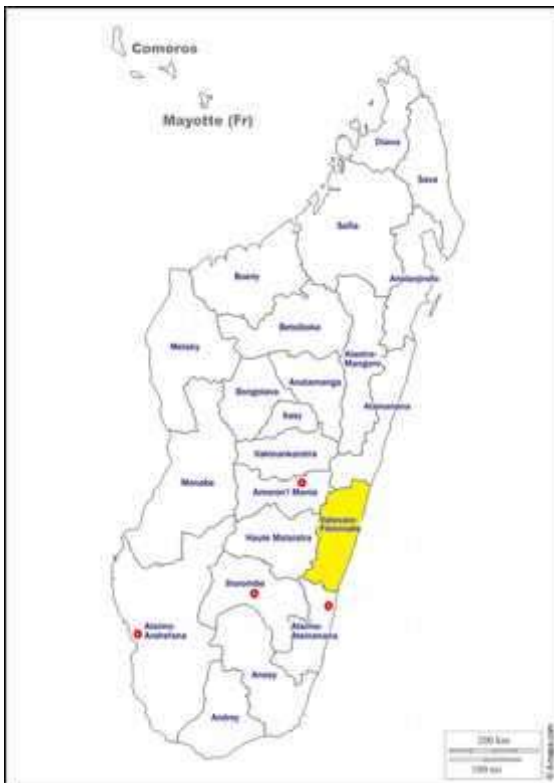 Comoros
Mayotte (Fr)
Diana
Sava
Sofia
Analanjirofo
Boeny
Betsiboka
Melaky
Alaotra-
Mangoro
Analamanga
Bongolava
Itasy
Atsinanana
Vakinankaratra
Menabe
Amoron'i Mania
Vatovavy-
Fitovinany
Haute Matsiatra
Ihorombe
Atsimo-
Andrefana
Atsimo-
Atsinanana
Anosy
Androy
200 km
100 mi